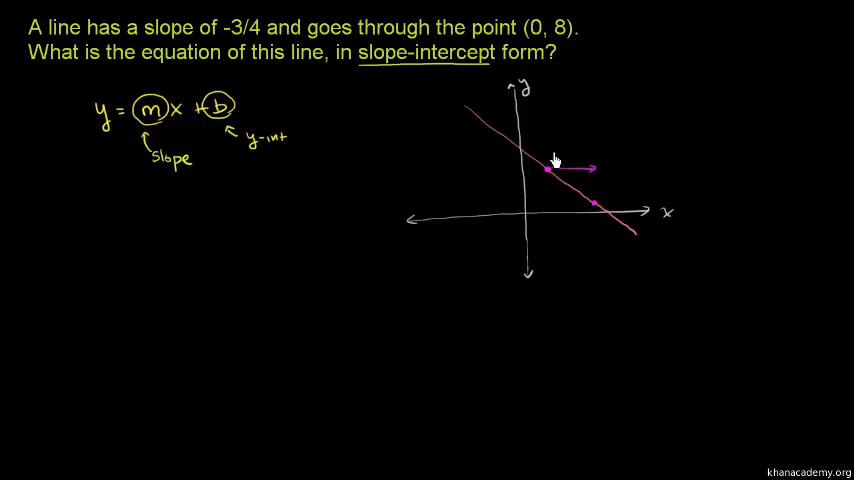 A line has a slope of -3/4 and goes through the point (0, 8).
What is the equation of this line, in slope-intercept form?
y = mx + b
slope
y-int
y
x
khanacademy.org